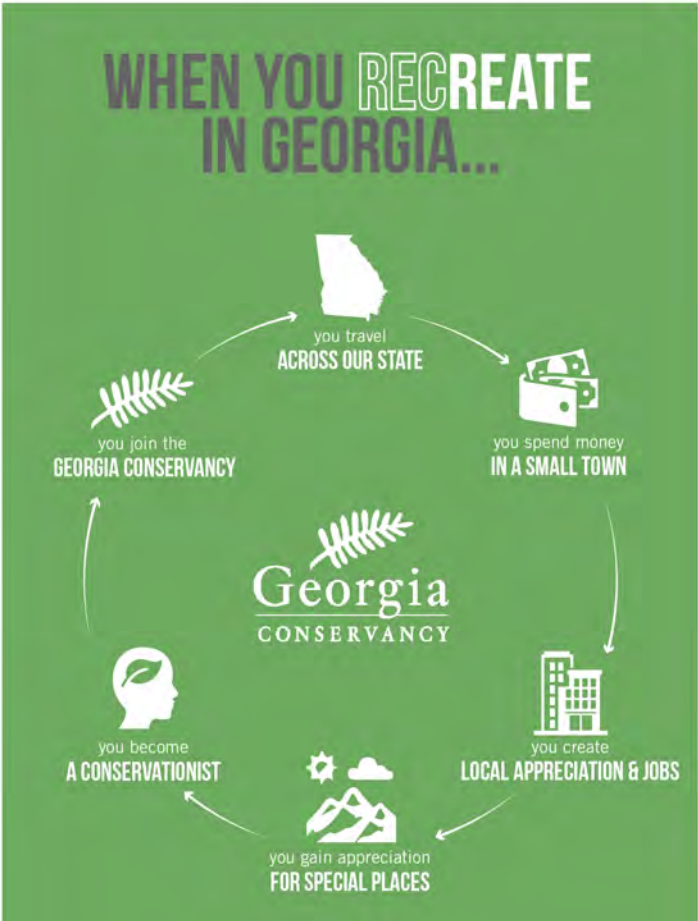 WHEN YOU RECREATE
IN GEORGIA...
you travel
ACROSS OUR STATE
you spend money
IN A SMALL TOWN
you create
LOCAL APPRECIATION & JOBS
you gain appreciation
FOR SPECIAL PLACES
you become
A CONSERVATIONIST
you join the
GEORGIA CONSERVANCY
Georgia
CONSERVANCY